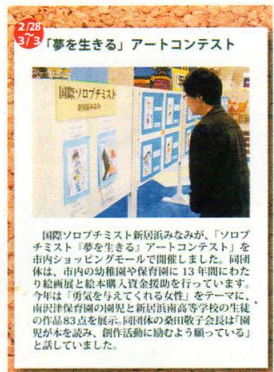 2/28
3/3
「夢を生きる」アートコンテスト
国際ソロプチミスト
新居浜みなみ
国際ソロプチミスト新居浜みなみが、「ソロプ
チミスト『夢を生きる』アートコンテスト」を
市内ショッピングモールで開催しました。同団
体は、市内の幼稚園や保育園に 13 年間にわた
り絵画展と絵本購入資金援助を行っています。
今年は「勇気を与えてくれる女性」をテーマに、
南沢津保育園の園児と新居浜南高等学校の生徒
の作品83点を展示。同団体の桑田敬子会長は「園
児が本を読み、創作活動に励むよう願っている」
と話していました。